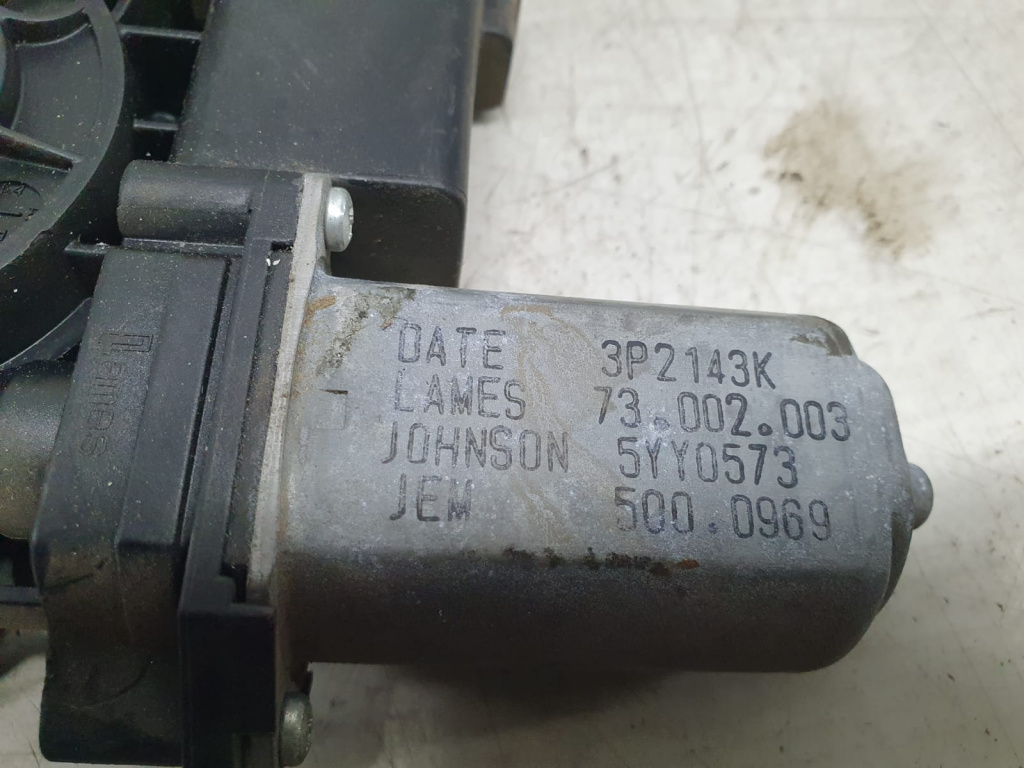 DATE 3P2143K
LAMES 73.002.003
JOHNSON 5YY0573
JEM 500.0969